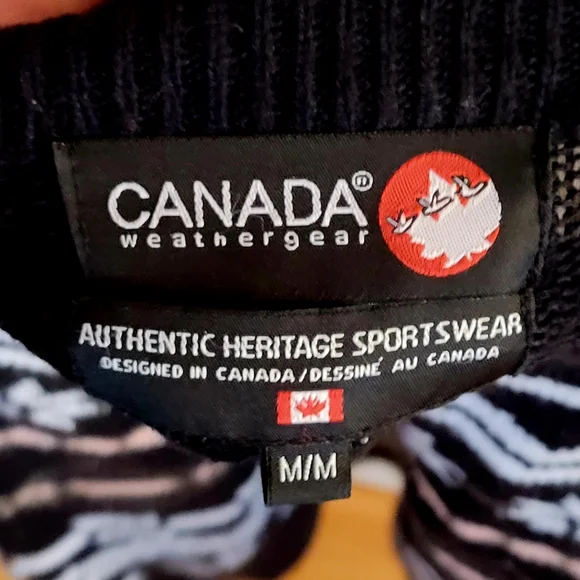 CANADA®
weathergear
AUTHENTIC HERITAGE SPORTSWEAR
DESIGNED IN CANADA/DESSINÉ AU CANADA
M/M